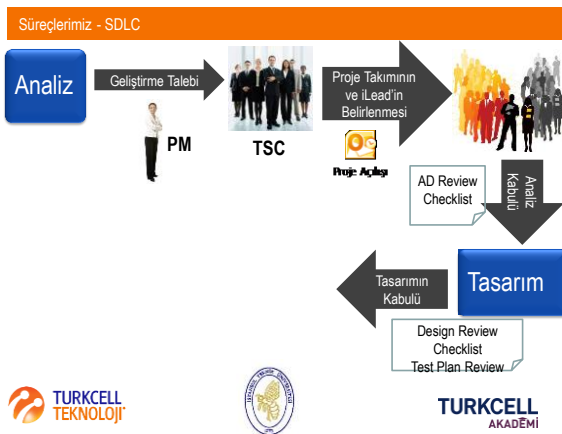 Süreçlerimiz - SDLC
Analiz
Geliştirme Talebi
PM
TSC
Proje Takımının
ve iLead'in
Belirlenmesi
Proje Açılışı
AD Review
Checklist
Analiz
Kabulü
Tasarım
Tasarımın
Kabulü
Design Review
Checklist
Test Plan Review
TURKCELL
TEKNOLOJİ
TURKCELL
AKADEMİ